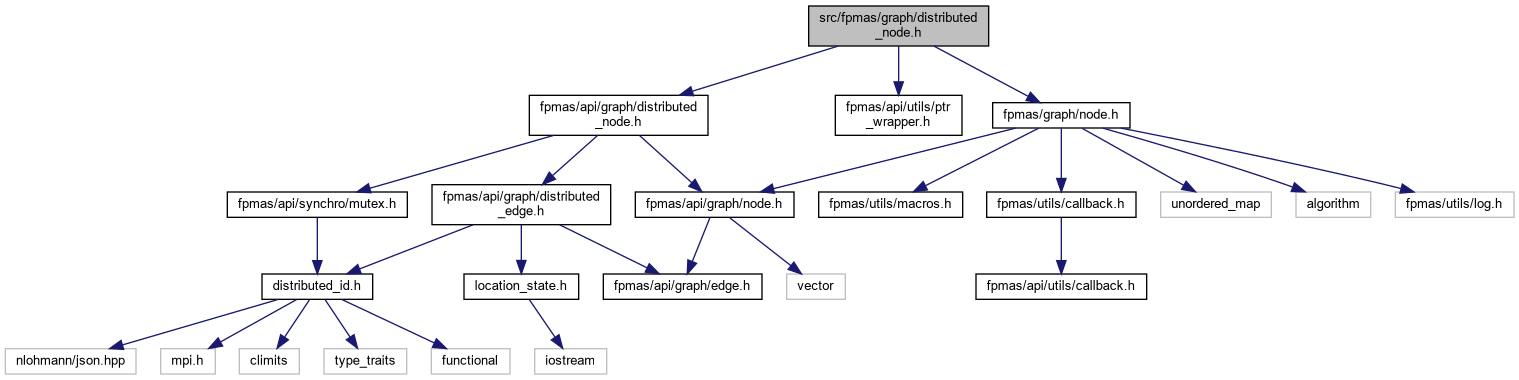 src/fpmas/graph/distributed
_node.h
fpmas/api/graph/distributed
_node.h
fpmas/api/utils/ptr
_wrapper.h
fpmas/graph/node.h
fpmas/api/synchro/mutex.h
fpmas/api/graph/distributed
_edge.h
fpmas/api/graph/node.h
fpmas/utils/macros.h
fpmas/utils/callback.h
unordered_map
algorithm
fpmas/utils/log.h
distributed_id.h
location_state.h
fpmas/api/graph/edge.h
vector
fpmas/api/utils/callback.h
nlohmann/json.hpp
mpi.h
climits
type_traits
functional
iostream